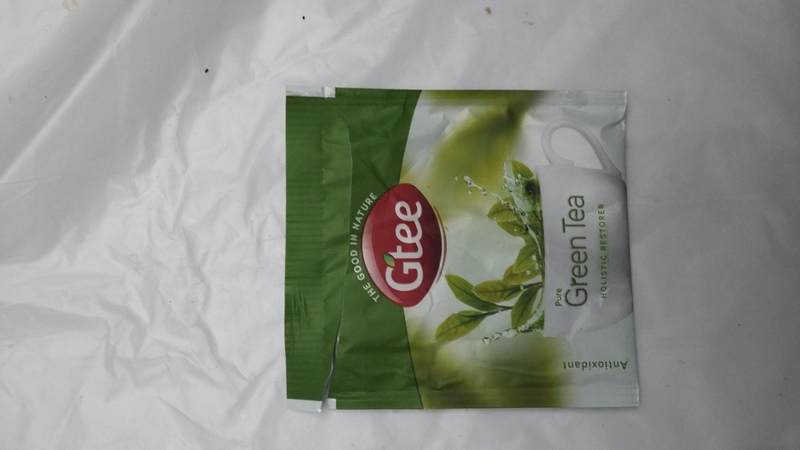 THE GOOD IN NATURE
Gtee
Pure
Green Tea
HOLISTIC RESTORER
Antioxidant